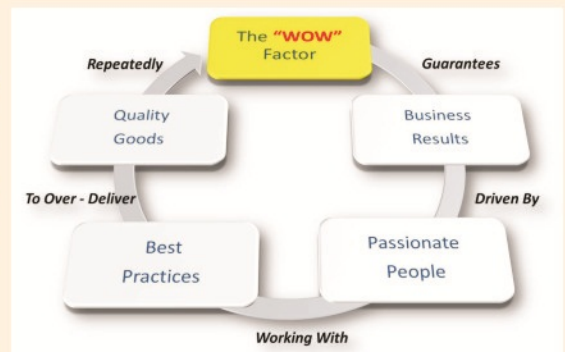 The “WOW”
Factor
Guarantees
Business
Results
Driven By
Passionate
People
Working With
Best
Practices
To Over - Deliver
Quality
Goods
Repeatedly